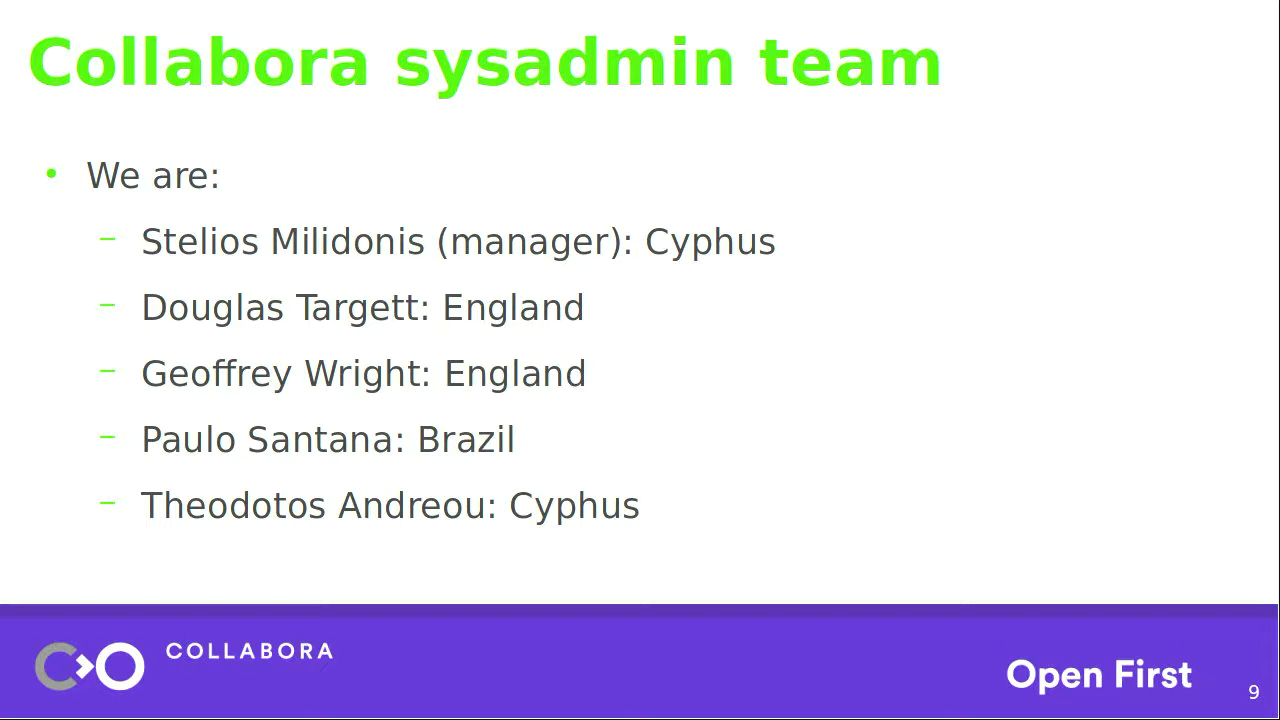 Collabora sysadmin team
• We are:
– Stelios Milidonis (manager): Cyphus
– Douglas Targett: England
– Geoffrey Wright: England
– Paulo Santana: Brazil
– Theodotos Andreou: Cyphus
COLLABORA
Open First
9